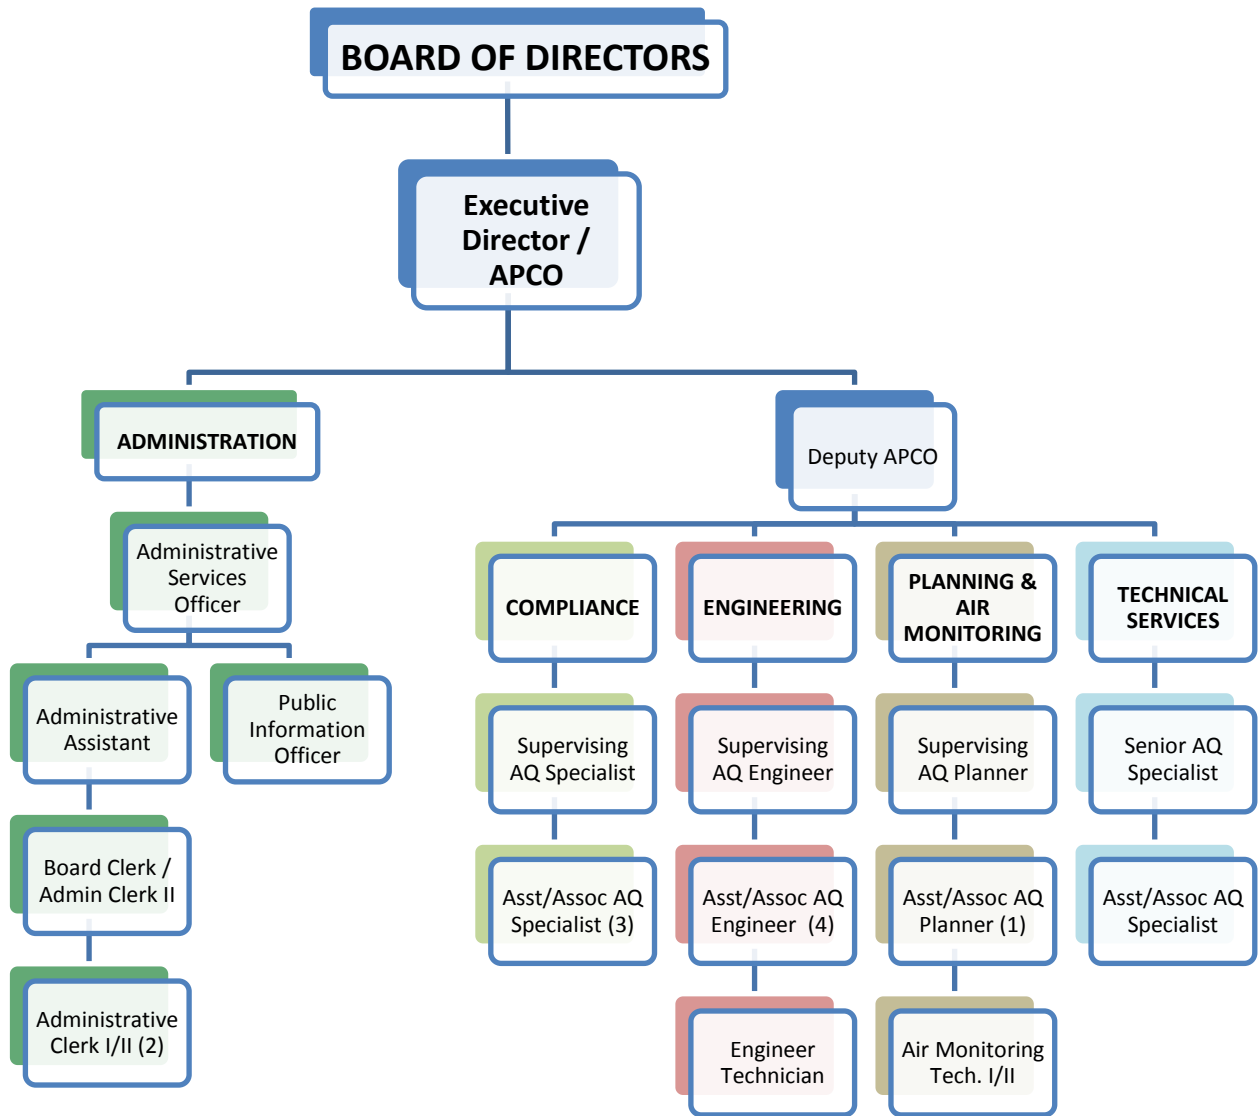 BOARD OF DIRECTORS
Executive
Director /
APCO
ADMINISTRATION
Deputy APCO
Administrative
Services
Officer
COMPLIANCE
ENGINEERING
PLANNING &
AIR
MONITORING
TECHNICAL
SERVICES
Administrative
Assistant
Public
Information
Officer
Supervising
AQ Specialist
Supervising
AQ Engineer
Supervising
AQ Planner
Senior AQ
Specialist
Board Clerk /
Admin Clerk II
Asst/Assoc AQ
Specialist (3)
Asst/Assoc AQ
Engineer (4)
Asst/Assoc AQ
Planner (1)
Asst/Assoc AQ
Specialist
Administrative
Clerk I/II (2)
Engineer
Technician
Air Monitoring
Tech. I/II